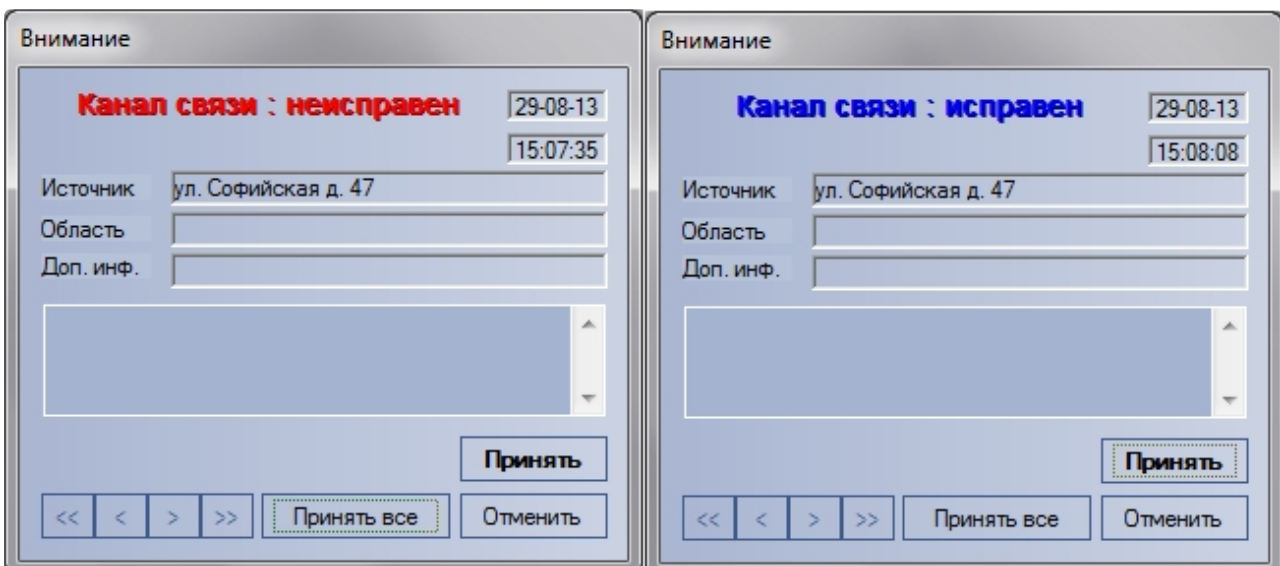 Внимание
Канал связи : неисправен
29-08-13
15:07:35
Источник ул. Софийская д. 47
Область
Доп. инф.
Принять
<< < > >> Принять все Отменить
Внимание
Канал связи : исправен
29-08-13
15:08:08
Источник ул. Софийская д. 47
Область
Доп. инф.
Принять
<< < > >> Принять все Отменить